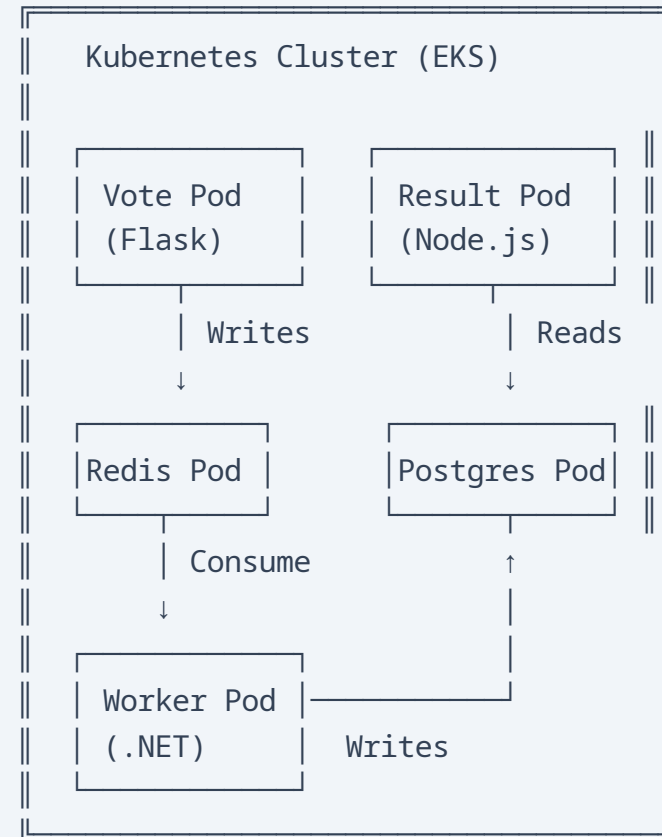 Kubernetes Cluster (EKS)
Vote Pod
(Flask)
Result Pod
(Node.js)
Writes
Reads
Redis Pod
Postgres Pod
Consume
Worker Pod
(.NET)
Writes